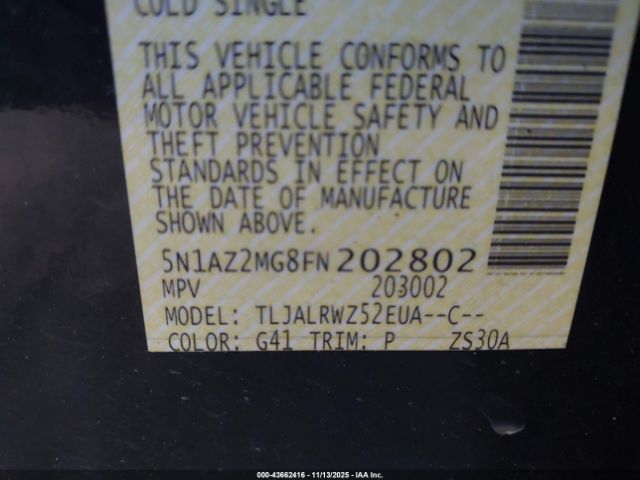 COLD SINGLE
THIS VEHICLE CONFORMS TO
ALL APPLICABLE FEDERAL
MOTOR VEHICLE SAFETY AND
THEFT PREVENTION
STANDARDS IN EFFECT ON
THE DATE OF MANUFACTURE
SHOWN ABOVE.
5N1AZ2MG8FN202802
MPV 203002
MODEL: TLJALRWZ52EUA--C--
COLOR: G41 TRIM: P ZS30A
000-43662416 - 11/13/2025 - IAA Inc.